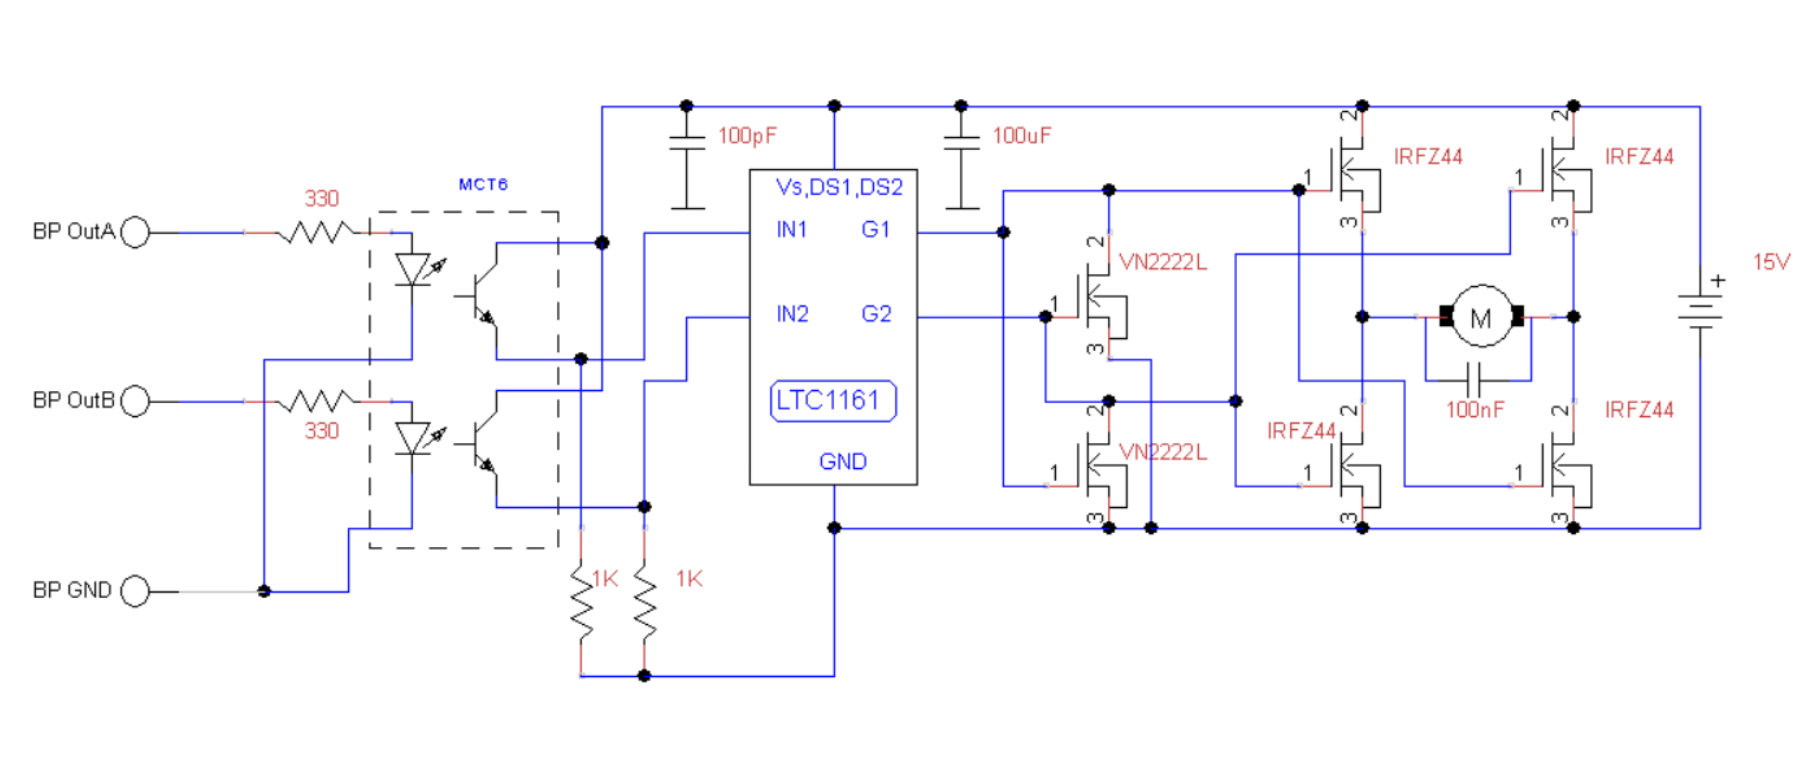 100pF
100uF
2
2
IRFZ44
IRFZ44
MCT6
Vs,DS1,DS2
1
1
330
BP OutA
IN1
G1
3
3
2
VN2222L
15V
+
1
IN2
G2
M
3
BP OutB
330
LTC1161
2
2
100nF
2
IRFZ44
IRFZ44
VN2222L
GND
1
1
1
3
3
3
BP GND
1K
1K